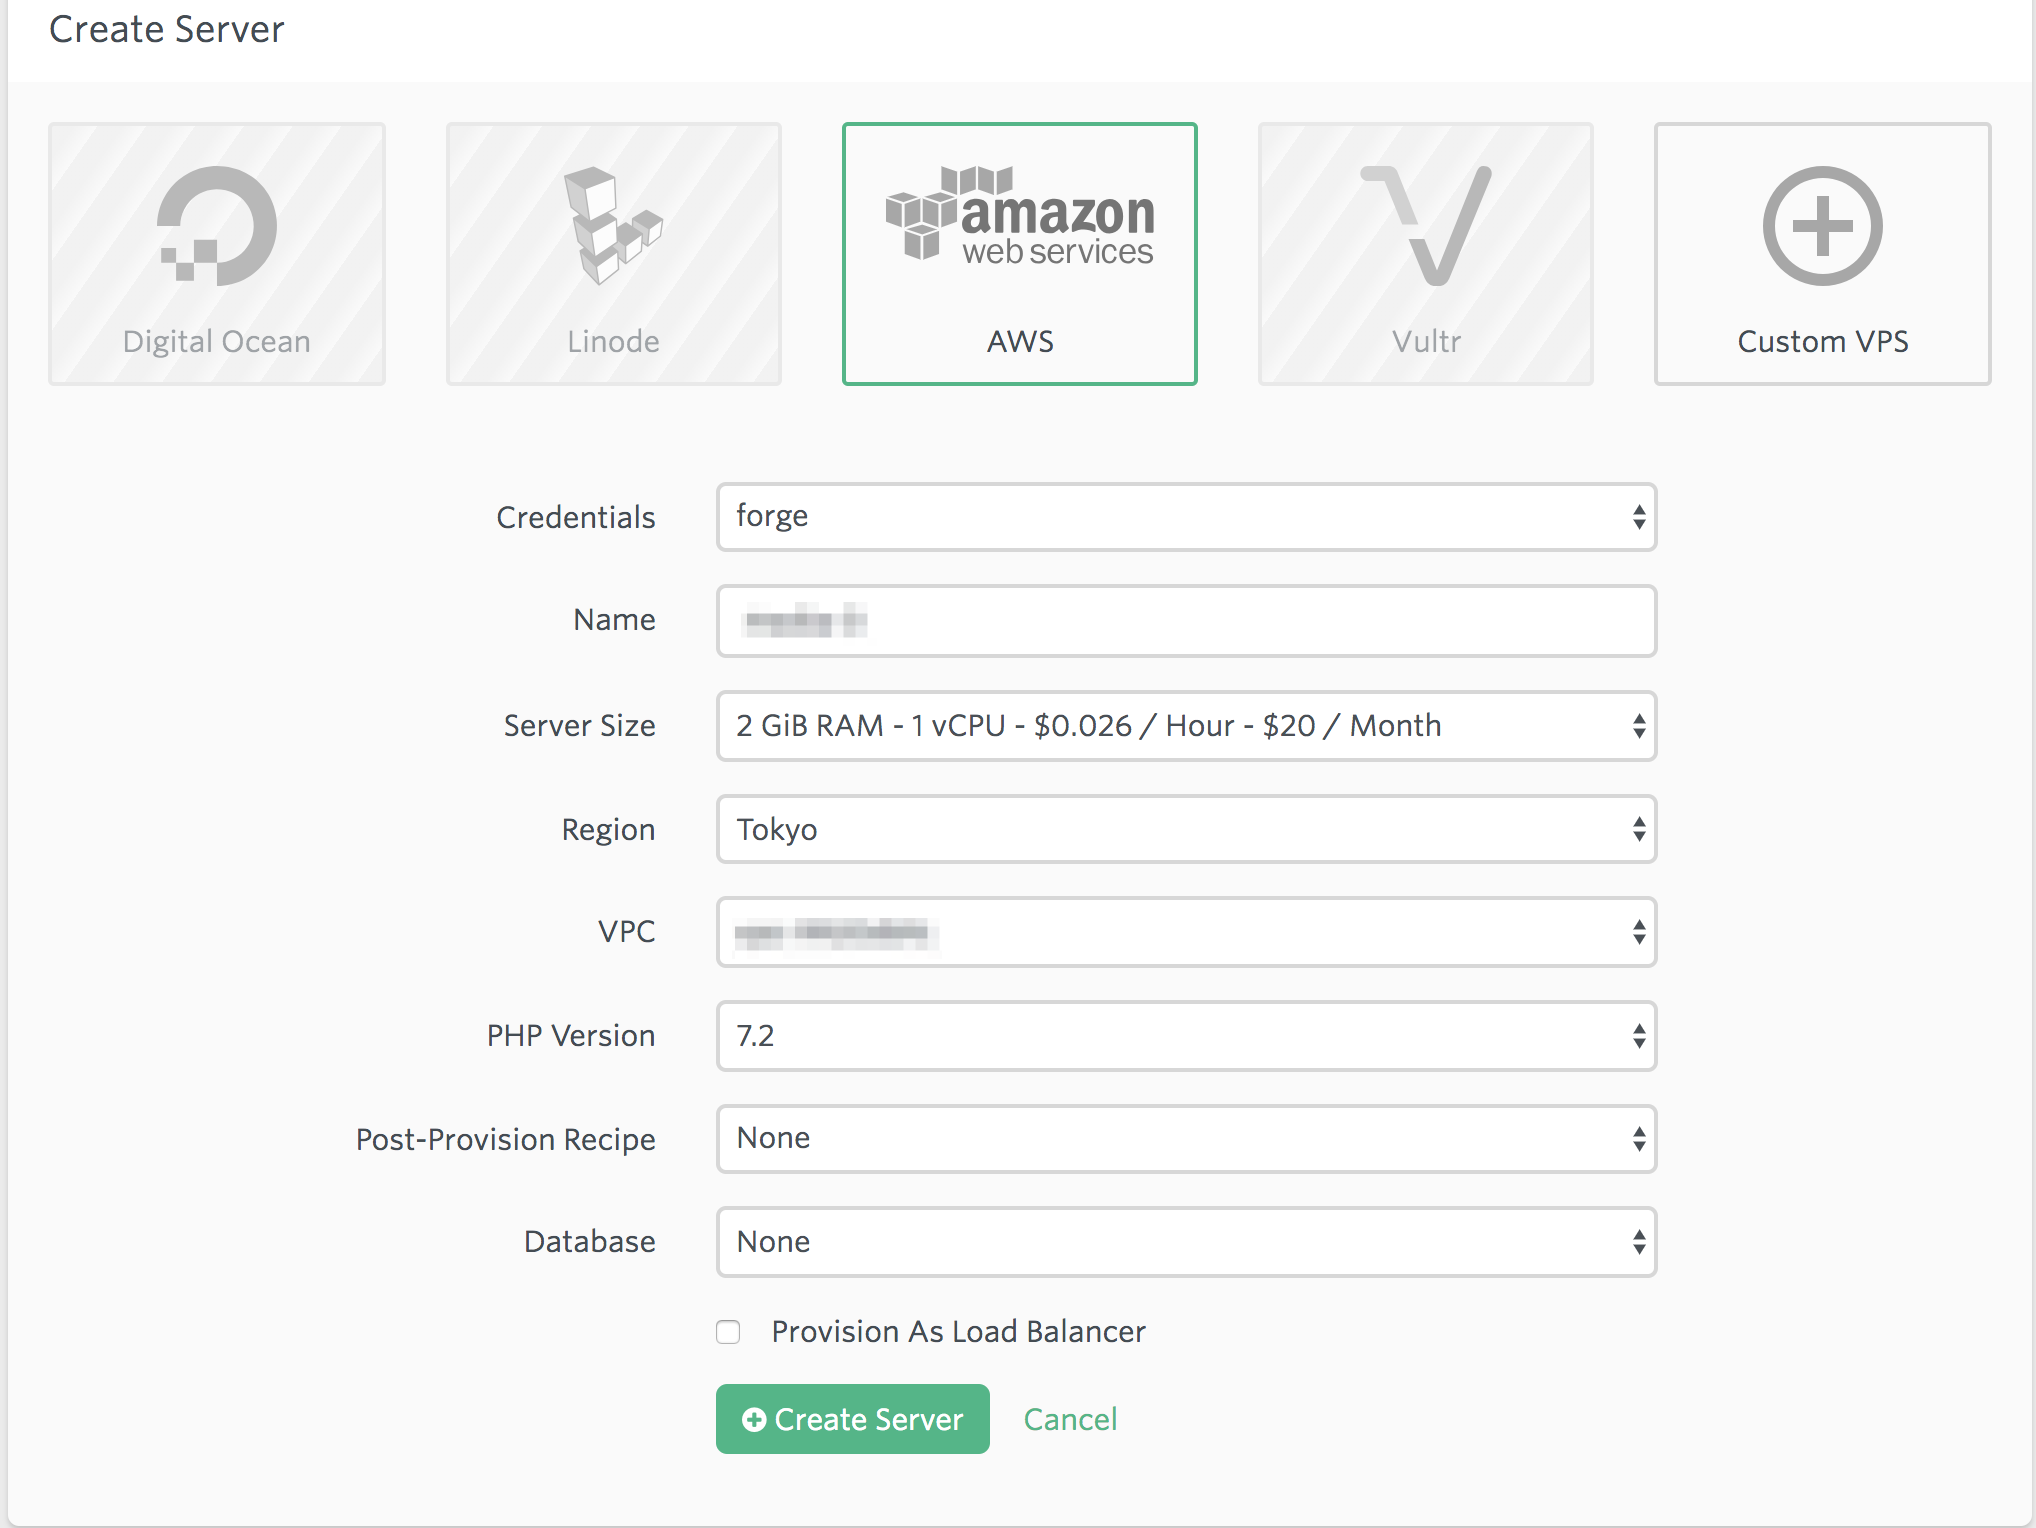 Create Server
amazon
web services
Digital Ocean
Linode
AWS
Vultr
Custom VPS
Credentials
forge
Name
Server Size
2 GiB RAM - 1 vCPU - $0.026 / Hour - $20 / Month
Region
Tokyo
VPC
PHP Version
7.2
Post-Provision Recipe
None
Database
None
Provision As Load Balancer
Create Server
Cancel